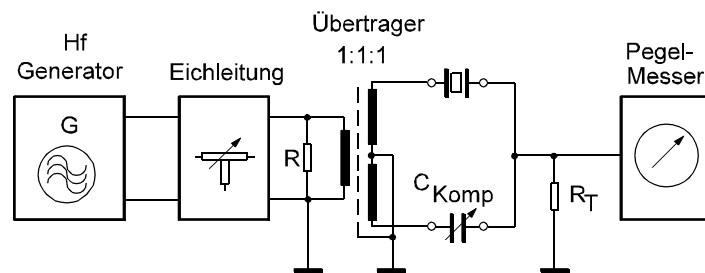 Hf
Generator
G
Eichleitung
R
Übertrager
1:1:1
C Komp
R T
Pegel-
Messer